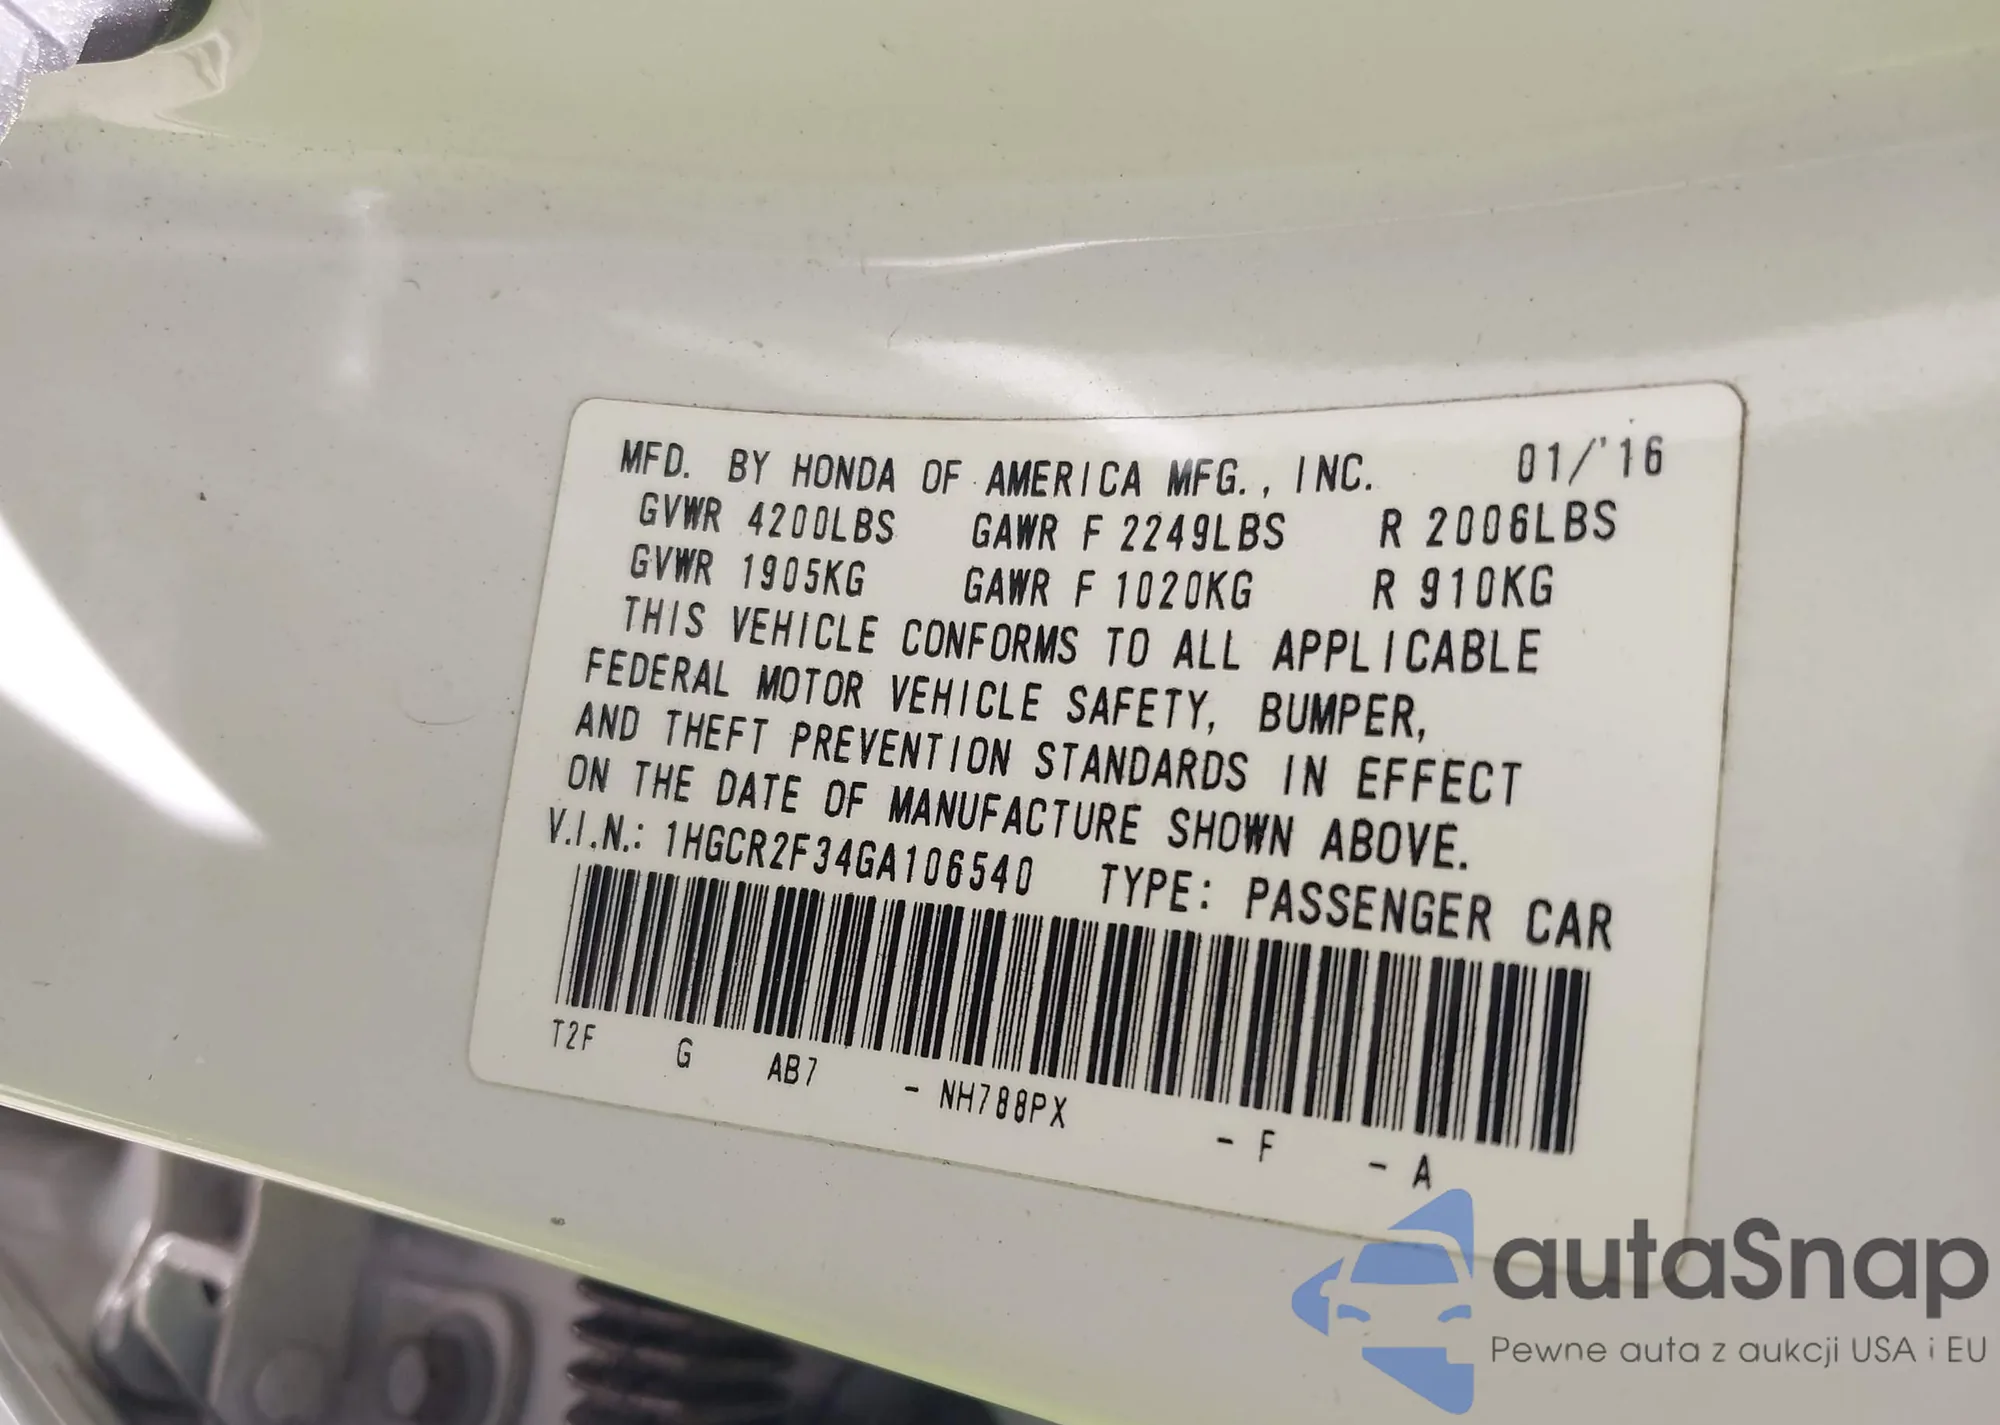 MFD. BY HONDA OF AMERICA MFG., INC. 01/'16
GVWR 4200LBS GAWR F 2249LBS R 2006LBS
GVWR 1905KG GAWR F 1020KG R 910KG
THIS VEHICLE CONFORMS TO ALL APPLICABLE
FEDERAL MOTOR VEHICLE SAFETY, BUMPER,
AND THEFT PREVENTION STANDARDS IN EFFECT
ON THE DATE OF MANUFACTURE SHOWN ABOVE.
V.I.N.: 1HGCR2F34GA106540 TYPE: PASSENGER CAR
T2F G AB7 - NH788PX - F - A
autaSnap
Pewne auta z aukcji USA i EU